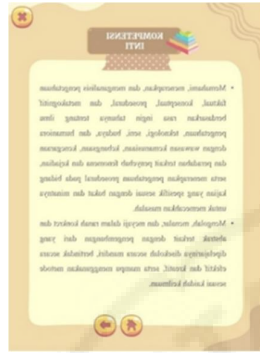 KOMPETENSI
INTI
• Memahami, menerapkan, dan menganalisis pengetahuan
faktual, konseptual, prosedural, dan metakognitif
berdasarkan rasa ingin tahunya tentang ilmu
pengetahuan, teknologi, seni, budaya, dan humaniora
dengan wawasan kemanusiaan, kebangsaan, kenegaraan
dan peradaban terkait penyebab fenomena dan kejadian,
serta menerapkan pengetahuan prosedural pada bidang
kajian yang spesifik sesuai dengan bakat dan minatnya
untuk memecahkan masalah.
• Mengolah, menalar, dan menyaji dalam ranah konkret dan
abstrak terkait dengan pengembangan dari yang
dipelajarinya disekolah secara mandiri, bertindak secara
efektif dan kreatif, serta mampu menggunakan metode
sesuai kaidah keilmuan.